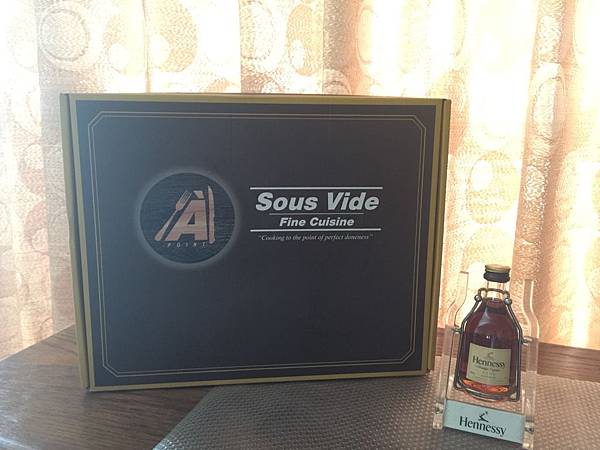 À
POINT
Sous Vide
Fine Cuisine
"Cooking to the point of perfect doneness"
Hennessy
Hennessy